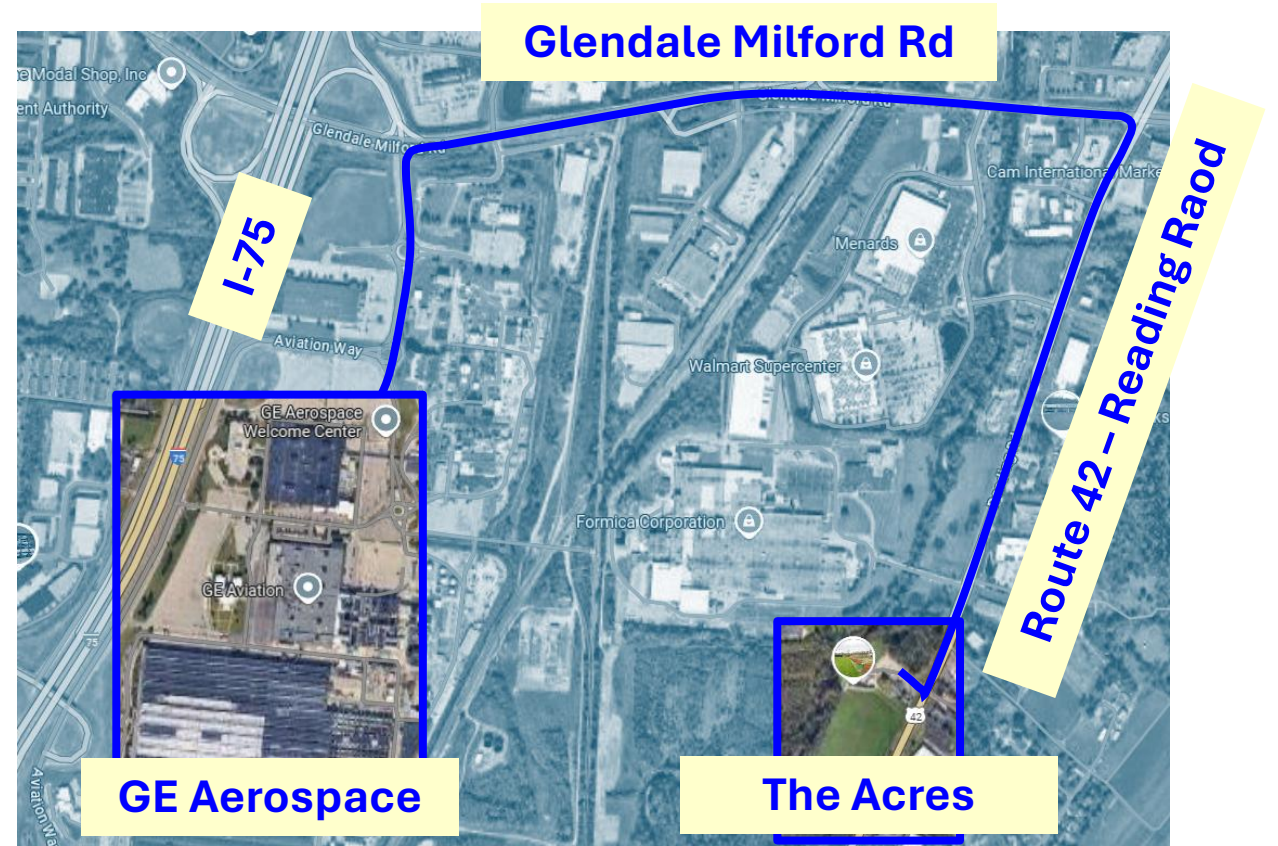 Glendale Milford Rd
e Modal Shop, Inc
ent Authority
Glendale Milford Rd
Glendale Milford Rd
Cam International Marke
I-75
Menards
Route 42 – Reading Raod
Aviation Way
Walmart Supercenter
GE Aerospace
Welcome Center
75
Formica Corporation
GE Aviation
75
42
GE Aerospace
The Acres
Aviation Wa